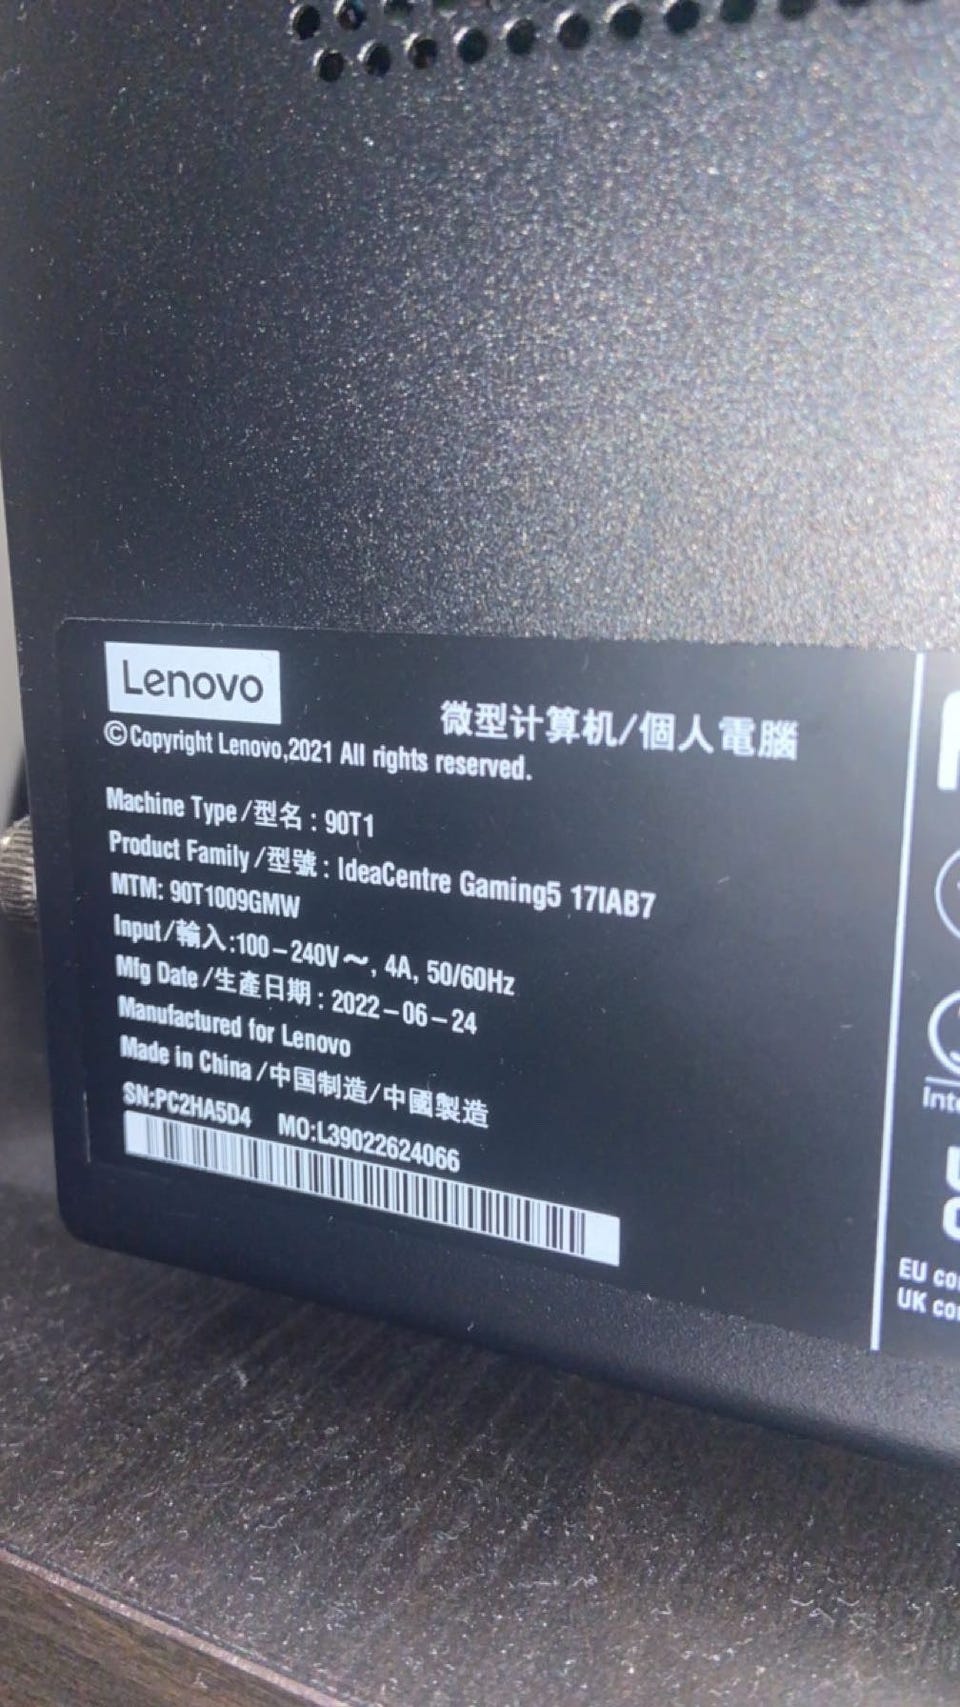 Lenovo
微型计算机/個人電腦
©Copyright Lenovo,2021 All rights reserved.
Machine Type/型名: 90T1
Product Family/型號: IdeaCentre Gaming5 17IAB7
MTM: 90T1009GMW
Input/輸入:100-240V～, 4A, 50/60Hz
Mfg Date/生產日期: 2022-06-24
Manufactured for Lenovo
Made in China/中国制造/中國製造
SN:PC2HA5D4 MO:L39022624066
EU
UK